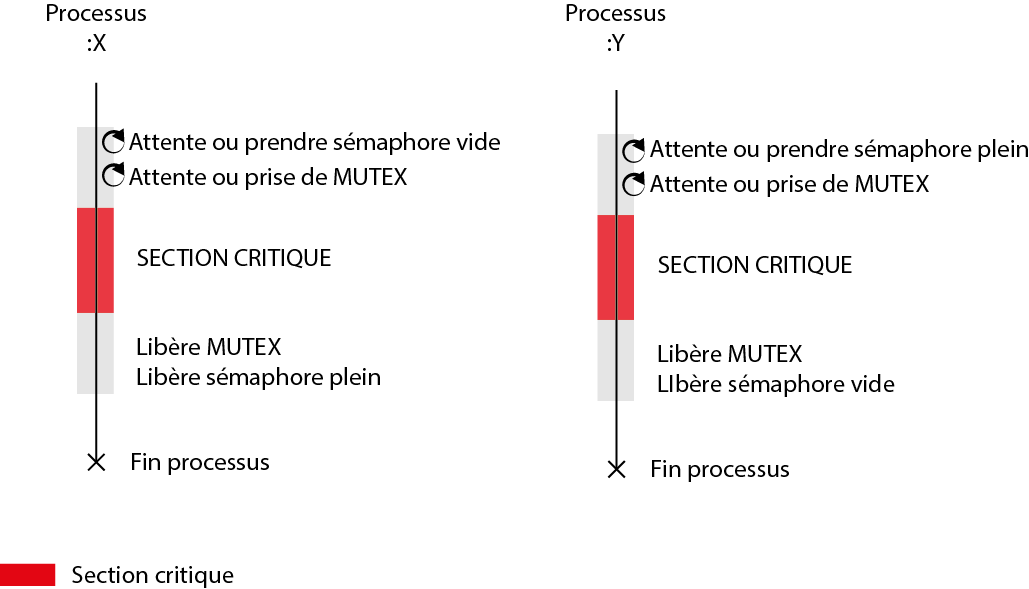 Processus
:X
Attente ou prendre sémaphore vide
Attente ou prise de MUTEX
SECTION CRITIQUE
Libère MUTEX
Libère sémaphore plein
Fin processus
Processus
:Y
Attente ou prendre sémaphore plein
Attente ou prise de MUTEX
SECTION CRITIQUE
Libère MUTEX
LIbère sémaphore vide
Fin processus
Section critique